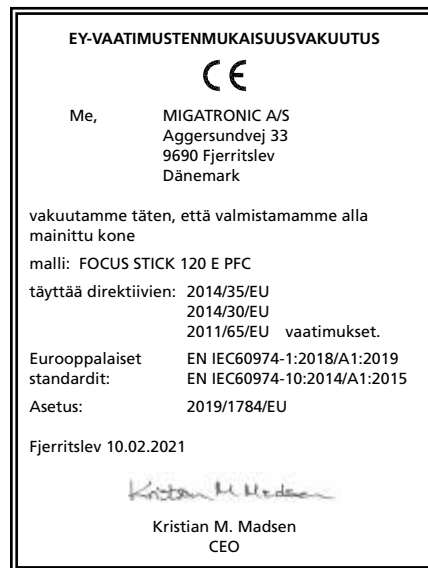 EY-VAATIMUSTENMUKAISUUSVAKUUTUS
CE
Me, MIGATRONIC A/S
Aggersundvej 33
9690 Fjerritslev
Dänemark
vakuutamme täten, että valmistamamme alla
mainittu kone
malli: FOCUS STICK 120 E PFC
täyttää direktiivien: 2014/35/EU
2014/30/EU
2011/65/EU vaatimukset.
Eurooppalaiset EN IEC60974-1:2018/A1:2019
standardit: EN IEC60974-10:2014/A1:2015
Asetus: 2019/1784/EU
Fjerritslev 10.02.2021
Kristian M Madsen
Kristian M. Madsen
CEO